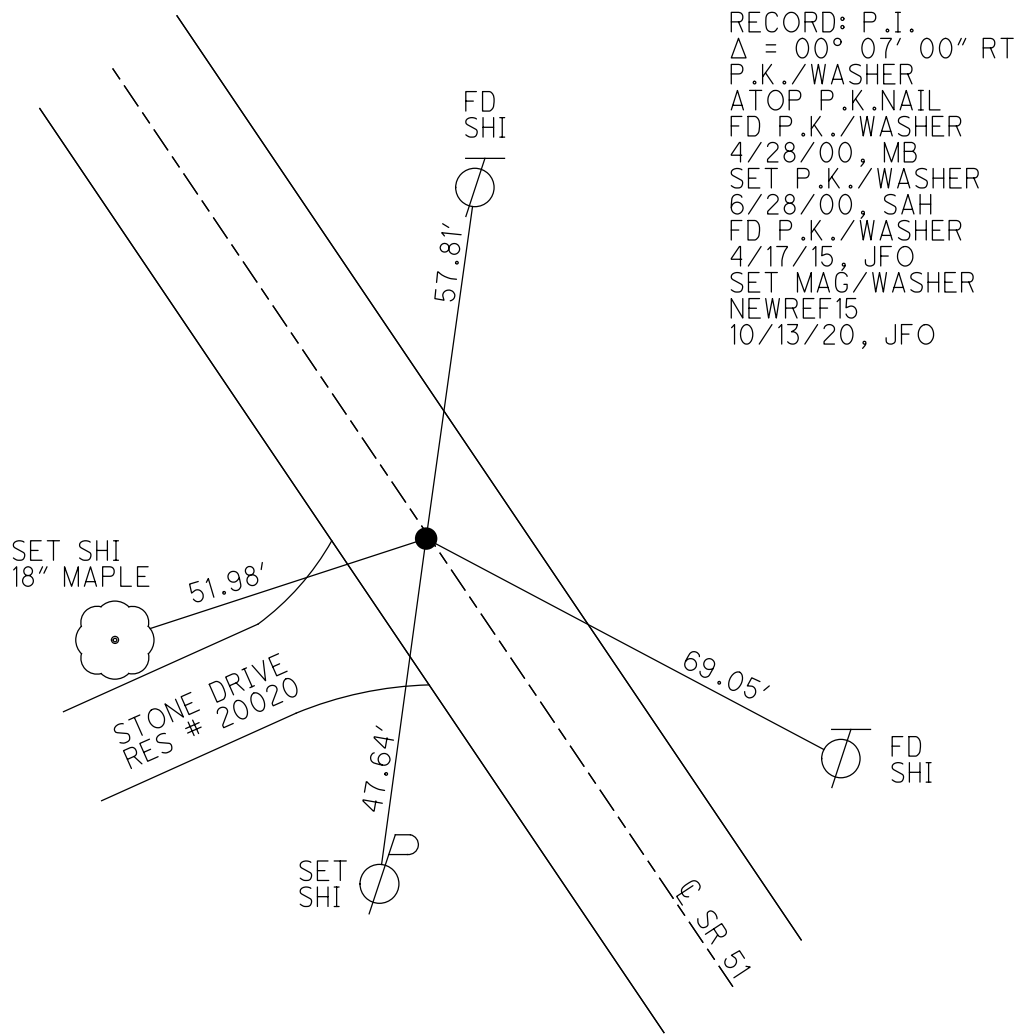 RECORD: P.I.
Δ = 00° 07' 00" RT
P.K./WASHER
ATOP P.K.NAIL
FD P.K./WASHER
4/28/00, MB
SET P.K./WASHER
6/28/00, SAH
FD P.K./WASHER
4/17/15, JFO
SET MAG/WASHER
NEWREF15
10/13/20, JFO
FD
SHI
57.81'
SET SHI
18" MAPLE
51.98'
STONE DRIVE
RES # 20020
69.05'
FD
SHI
47.64'
SET
SHI
℄ SR 51